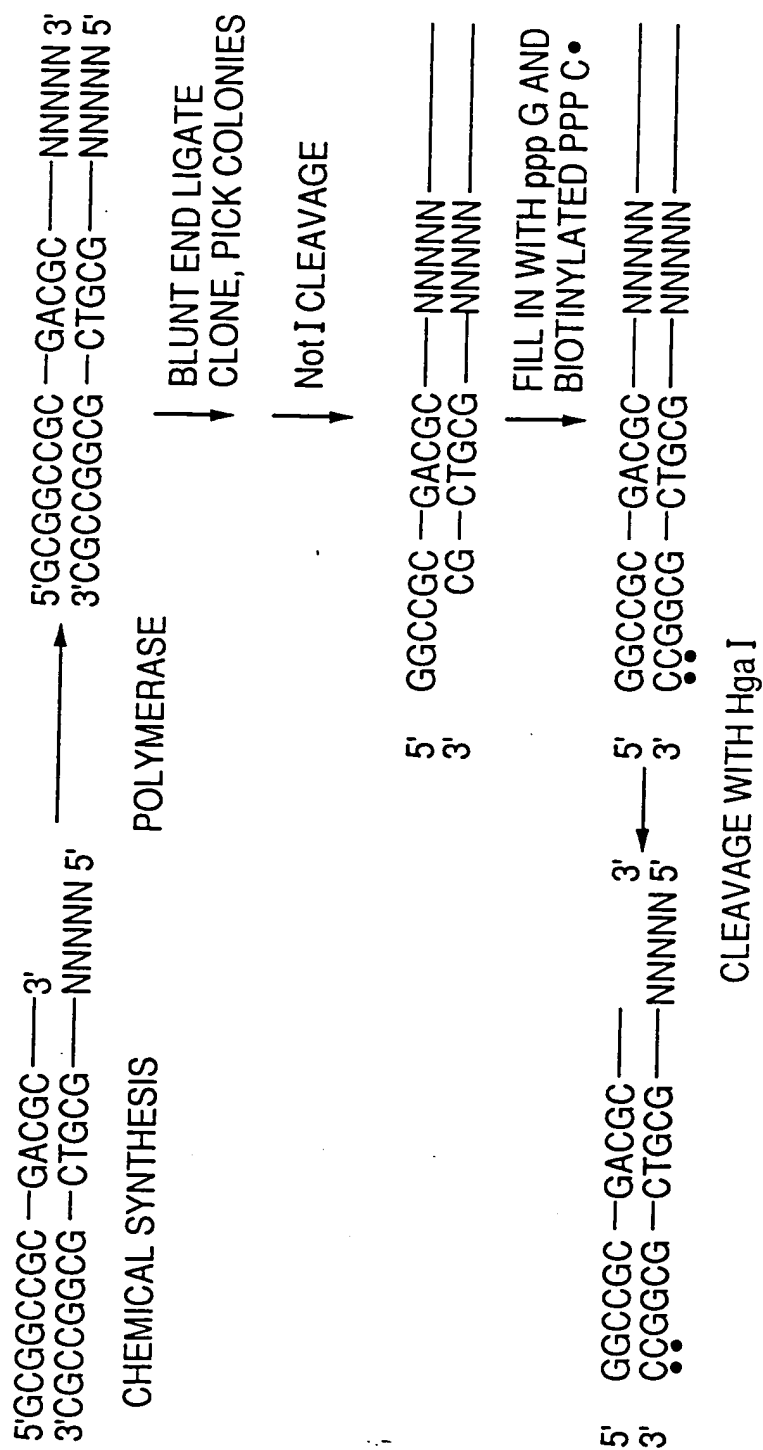 5'GCGGCCGC—GACGC——3'
3'CGCCGGCG—CTGCG——NNNNN 5'
CHEMICAL SYNTHESIS
POLYMERASE
5'GCGGCCGC—GACGC——NNNNN 3'
3'CGCCGGCG—CTGCG——NNNNN 5'
BLUNT END LIGATE
CLONE, PICK COLONIES
NotI CLEAVAGE
5' GGCCGC—GACGC——NNNNN——
3' CG—CTGCG——NNNNN——
FILL IN WITH ppp G AND
BIOTINYLATED PPP C•
5' GGCCGC—GACGC——NNNNN——
3' CCGGCG—CTGCG——NNNNN——
CLEAVAGE WITH HgaI
5' GGCCGC—GACGC—— 3'
3' CCGGCG—CTGCG——NNNNN 5'